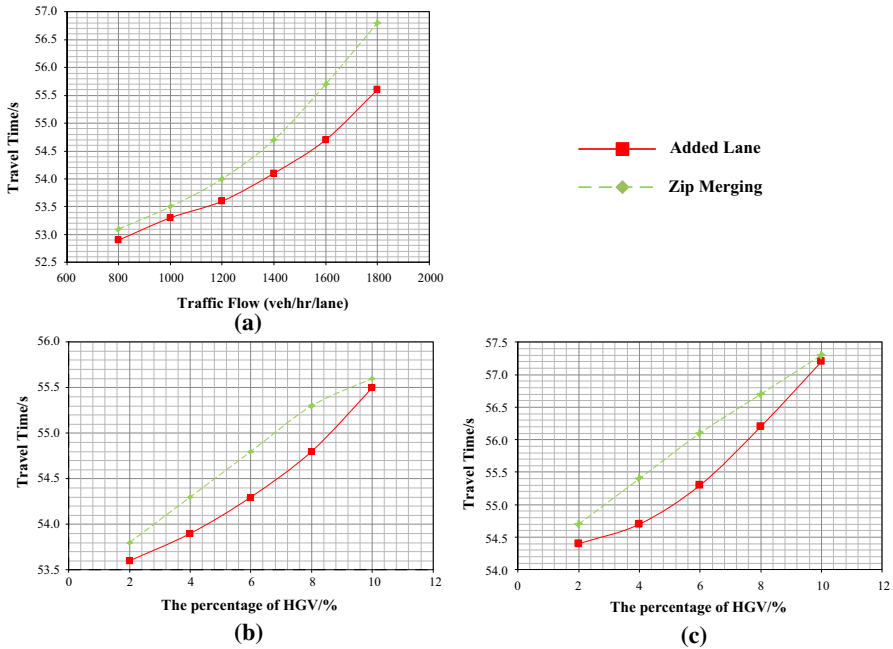 57.0
56.5
56.0
55.5
55.0
54.5
54.0
53.5
53.0
52.5
Travel Time/s
600 800 1000 1200 1400 1600 1800 2000
Traffic Flow (veh/hr/lane)
(a)
Added Lane
Zip Merging
56.0
55.5
55.0
54.5
54.0
53.5
Travel Time/s
0 2 4 6 8 10 12
The percentage of HGV/%
(b)
57.5
57.0
56.5
56.0
55.5
55.0
54.5
54.0
Travel Time/s
0 2 4 6 8 10 12
The percentage of HGV/%
(c)